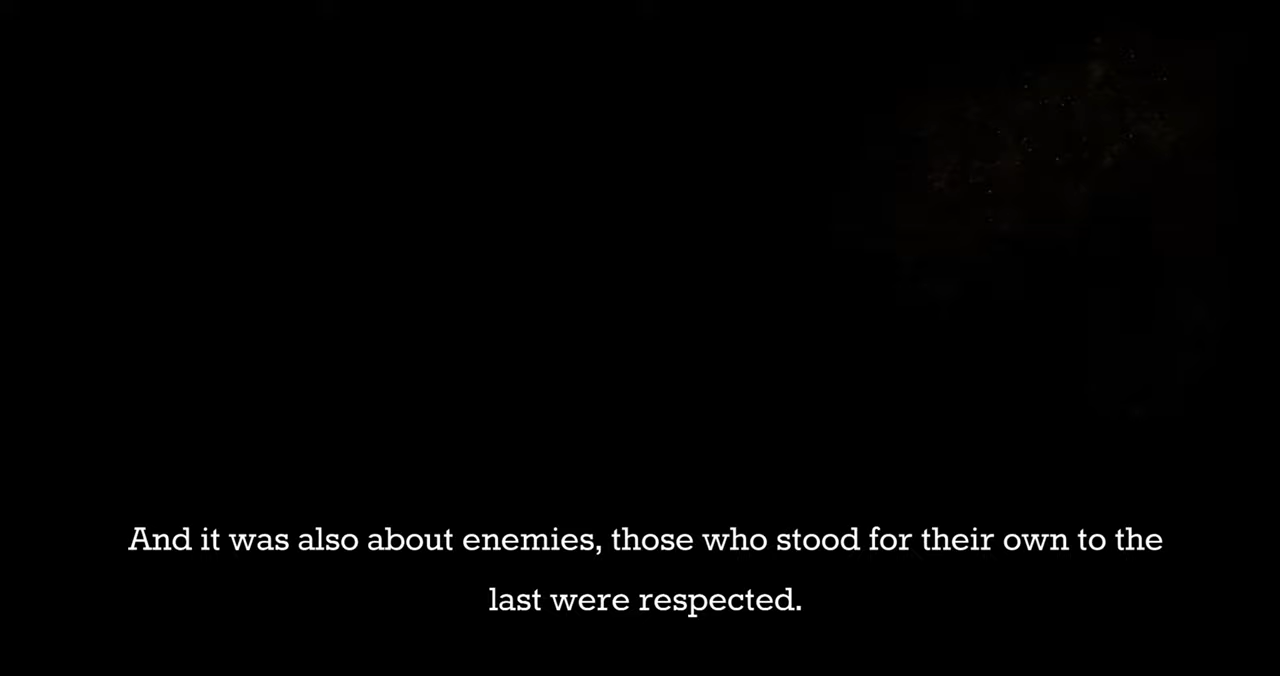 And it was also about enemies, those who stood for their own to the
last were respected.